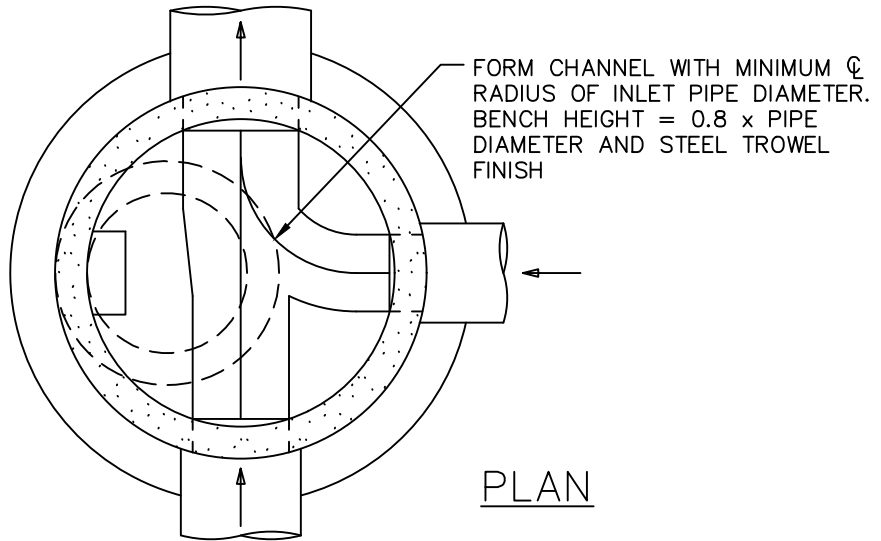 FORM CHANNEL WITH MINIMUM ℄
RADIUS OF INLET PIPE DIAMETER.
BENCH HEIGHT = 0.8 x PIPE
DIAMETER AND STEEL TROWEL
FINISH
PLAN